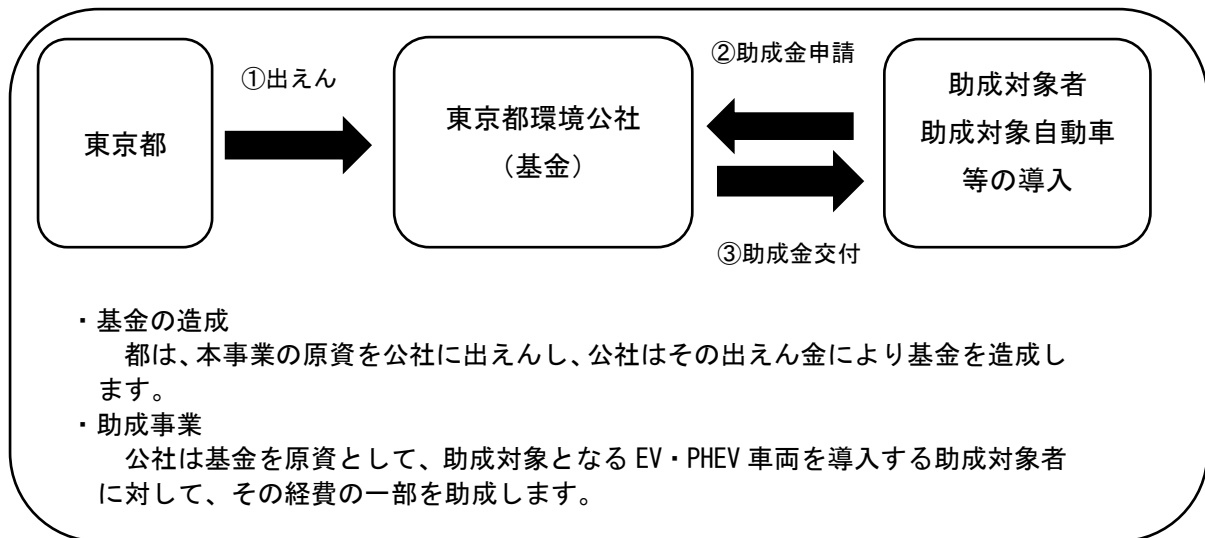 東京都
①出えん
東京都環境公社
（基金）
②助成金申請
③助成金交付
助成対象者
助成対象自動車
等の導入
・基金の造成
都は、本事業の原資を公社に出えんし、公社はその出えん金により基金を造成し
ます。
・助成事業
公社は基金を原資として、助成対象となる EV・PHEV 車両を導入する助成対象者
に対して、その経費の一部を助成します。